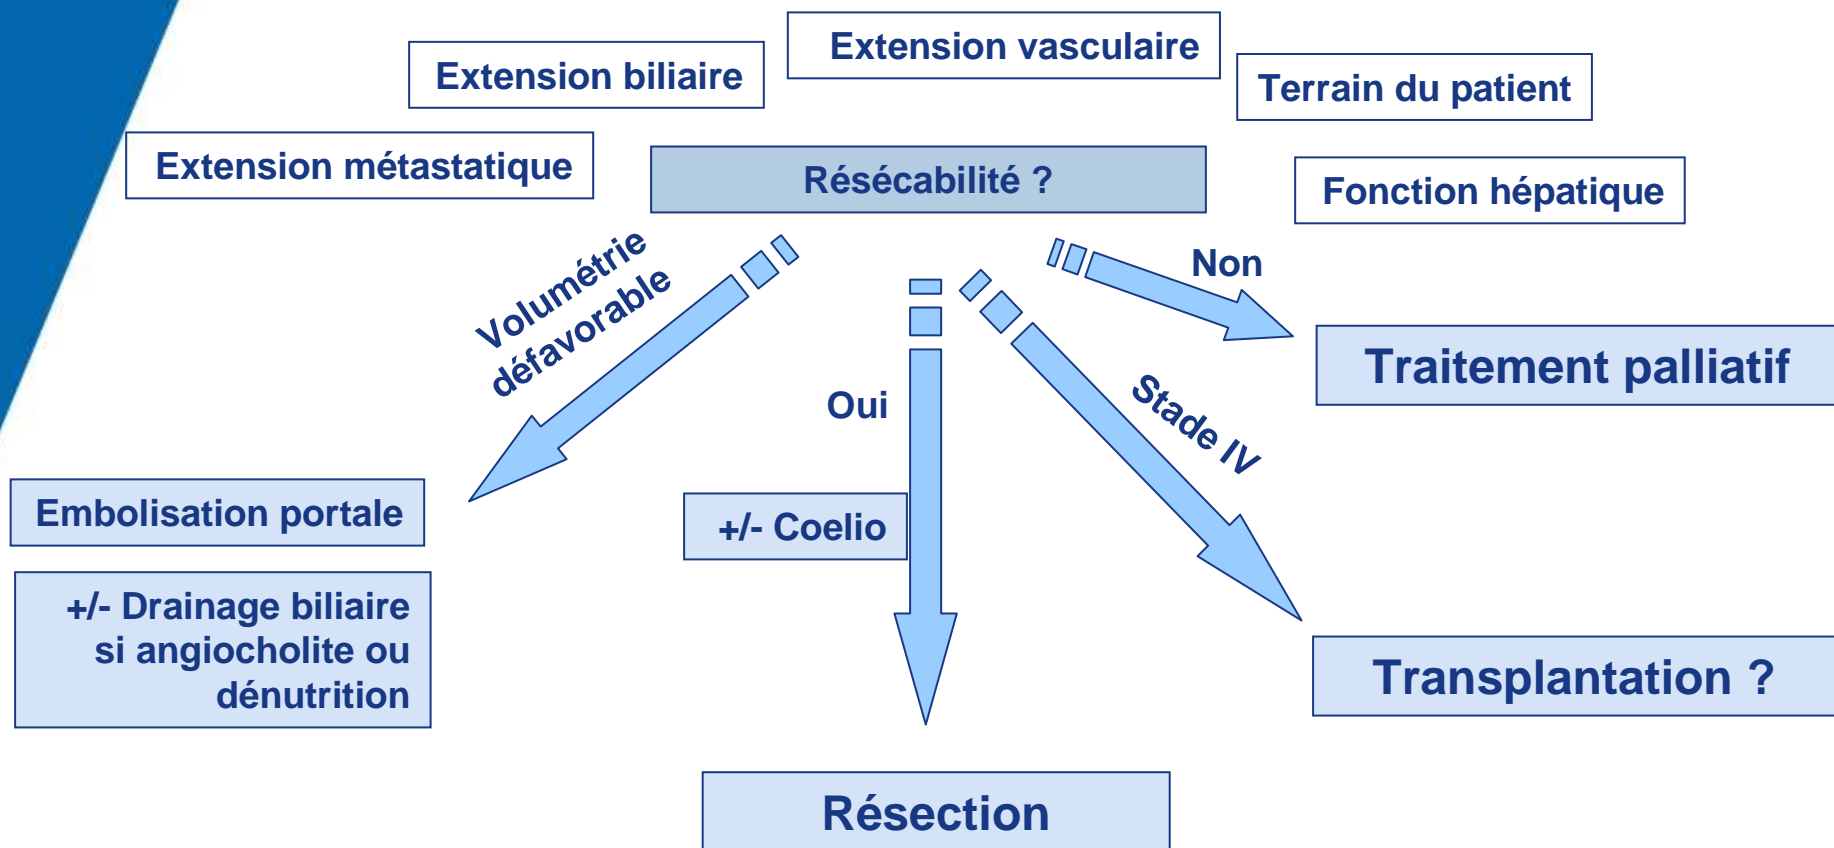 Extension vasculaire
Extension biliaire
Terrain du patient
Extension métastatique
Résécabilité ?
Fonction hépatique
Volumétrie
défavorable
Non
Traitement palliatif
Oui
Stade IV
Embolisation portale
+/- Coelio
+/- Drainage biliaire
si angiocholite ou
dénutrition
Transplantation ?
Résection